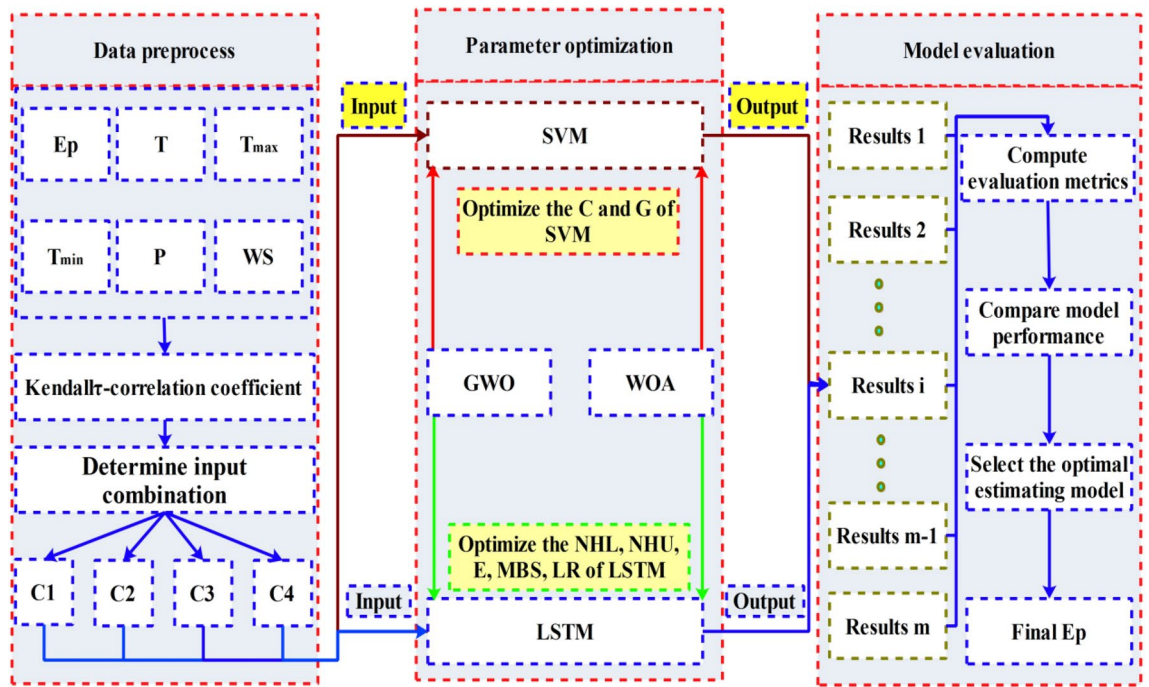 Data preprocess
Ep
T
Tmax
Tmin
P
WS
Kendallτ-correlation coefficient
Determine input
combination
C1
C2
C3
C4
Input
Input
Parameter optimization
SVM
Optimize the C and G of
SVM
GWO
WOA
Optimize the NHL, NHU,
E, MBS, LR of LSTM
LSTM
Output
Output
Model evaluation
Results 1
Results 2
Results i
Results m-1
Results m
Compute
evaluation metrics
Compare model
performance
Select the optimal
estimating model
Final Ep